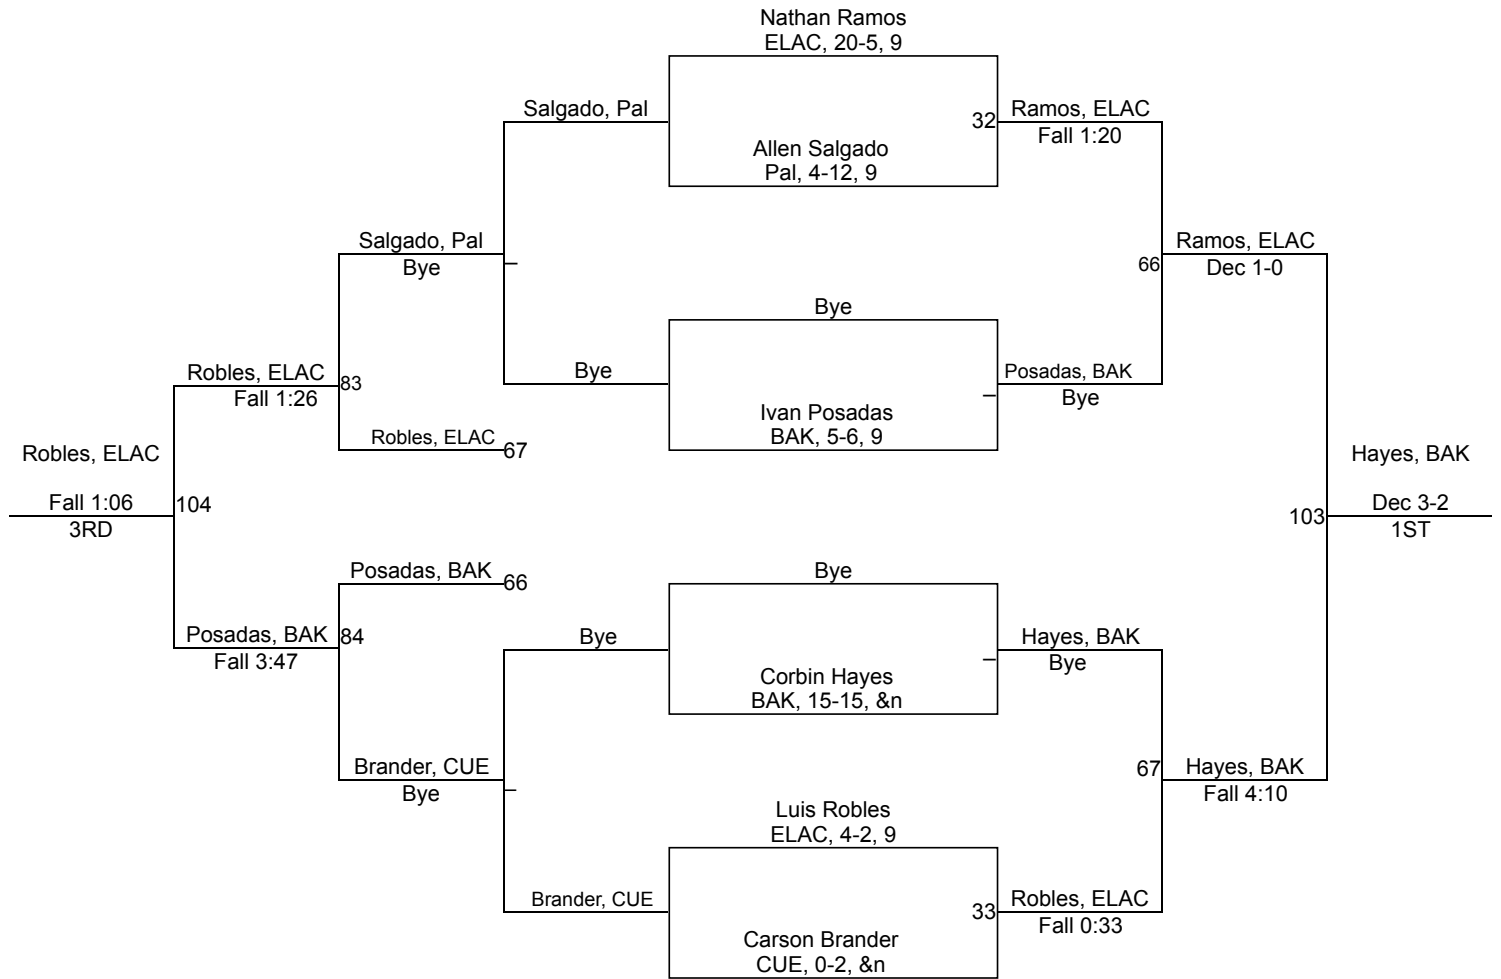 Nathan Ramos
ELAC, 20-5, 9
Salgado, Pal
32
Ramos, ELAC
Fall 1:20
Allen Salgado
Pal, 4-12, 9
Salgado, Pal
Bye
–
66
Ramos, ELAC
Dec 1-0
Bye
Robles, ELAC
Fall 1:26
83
Bye
Posadas, BAK
Bye
–
Ivan Posadas
BAK, 5-6, 9
Robles, ELAC
67
Robles, ELAC
Fall 1:06
3RD
104
Hayes, BAK
103
Dec 3-2
1ST
Posadas, BAK
66
Bye
Posadas, BAK
Fall 3:47
84
Bye
Hayes, BAK
Bye
–
Corbin Hayes
BAK, 15-15, &n
Brander, CUE
Bye
–
67
Hayes, BAK
Fall 4:10
Luis Robles
ELAC, 4-2, 9
Brander, CUE
33
Robles, ELAC
Fall 0:33
Carson Brander
CUE, 0-2, &n